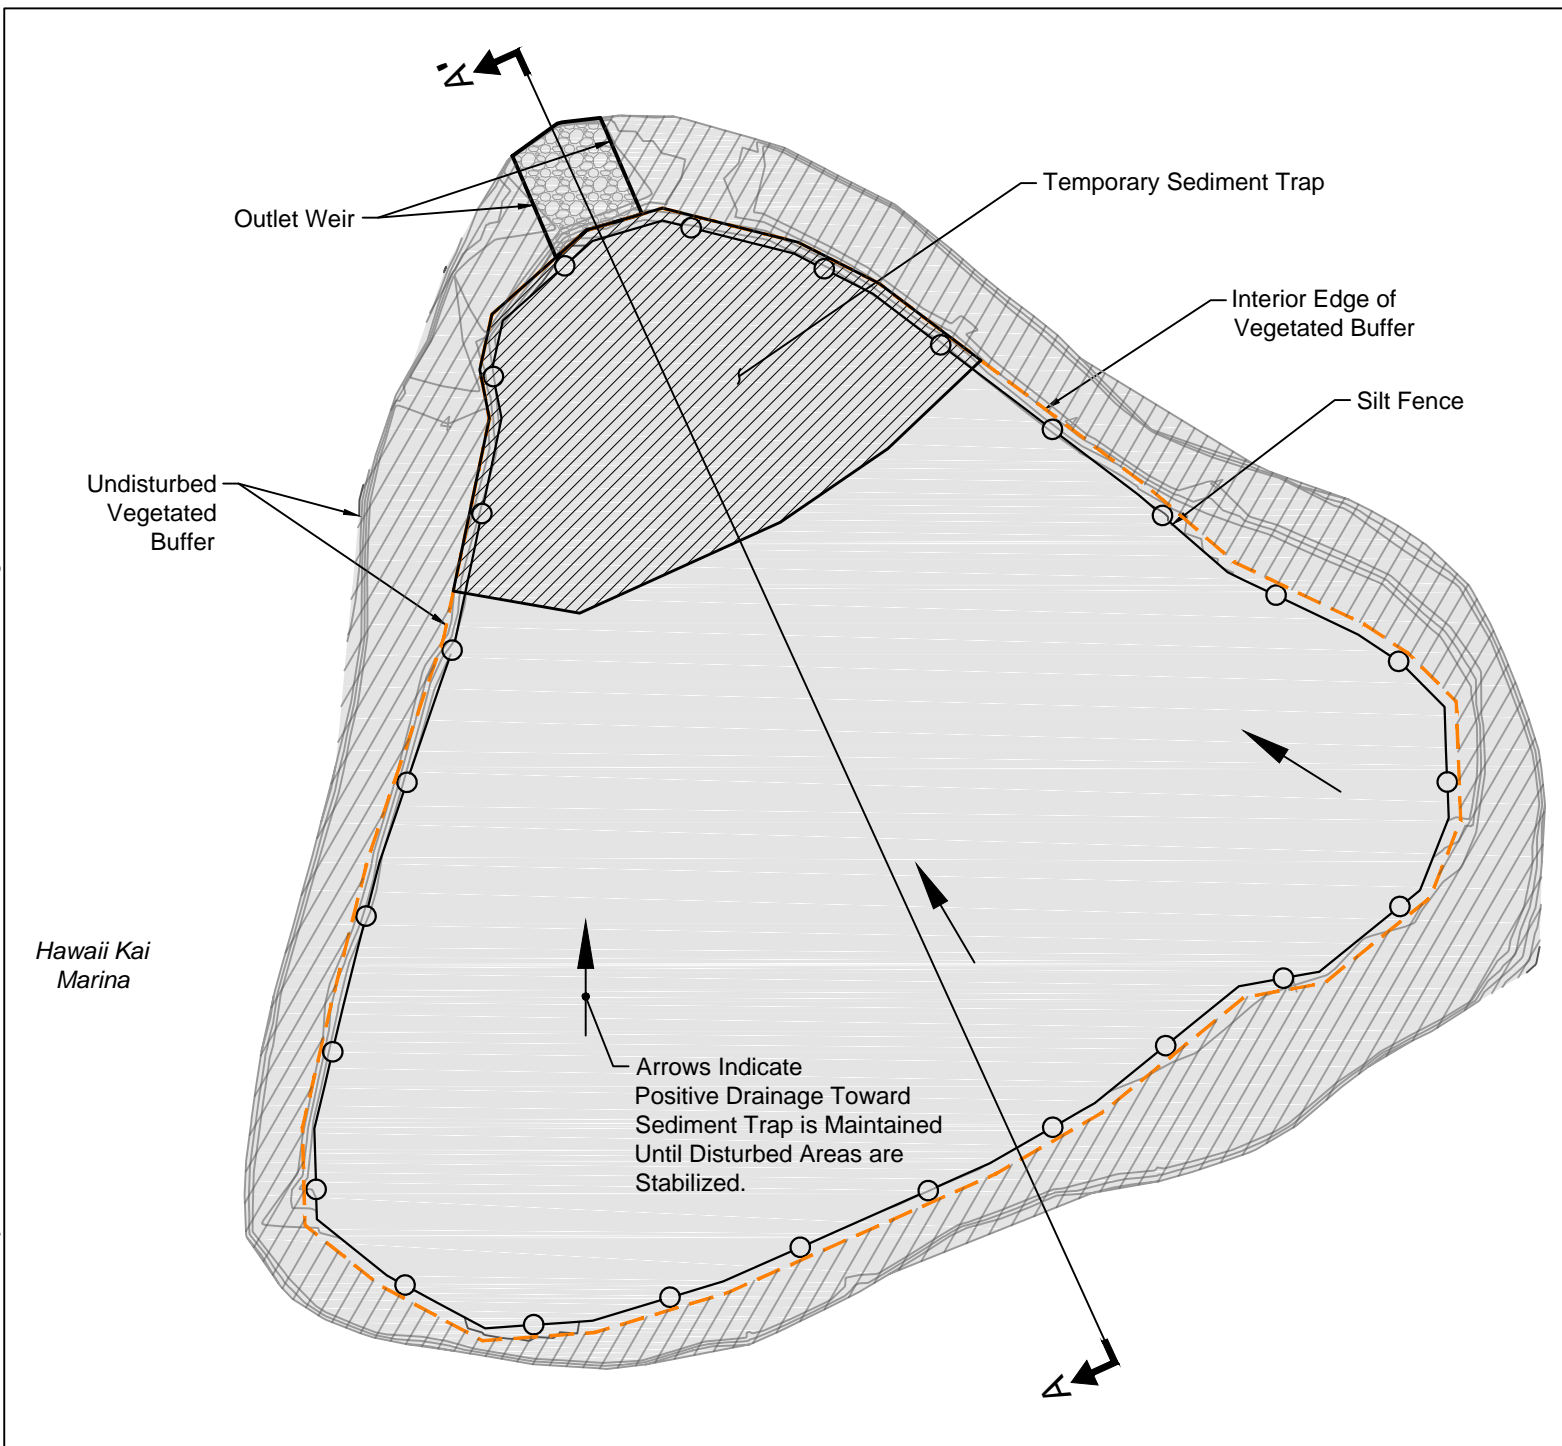 A'
Temporary Sediment Trap
Outlet Weir
Interior Edge of
Vegetated Buffer
Silt Fence
Undisturbed
Vegetated
Buffer
Hawaii Kai
Marina
Arrows Indicate
Positive Drainage Toward
Sediment Trap is Maintained
Until Disturbed Areas are
Stabilized.
A